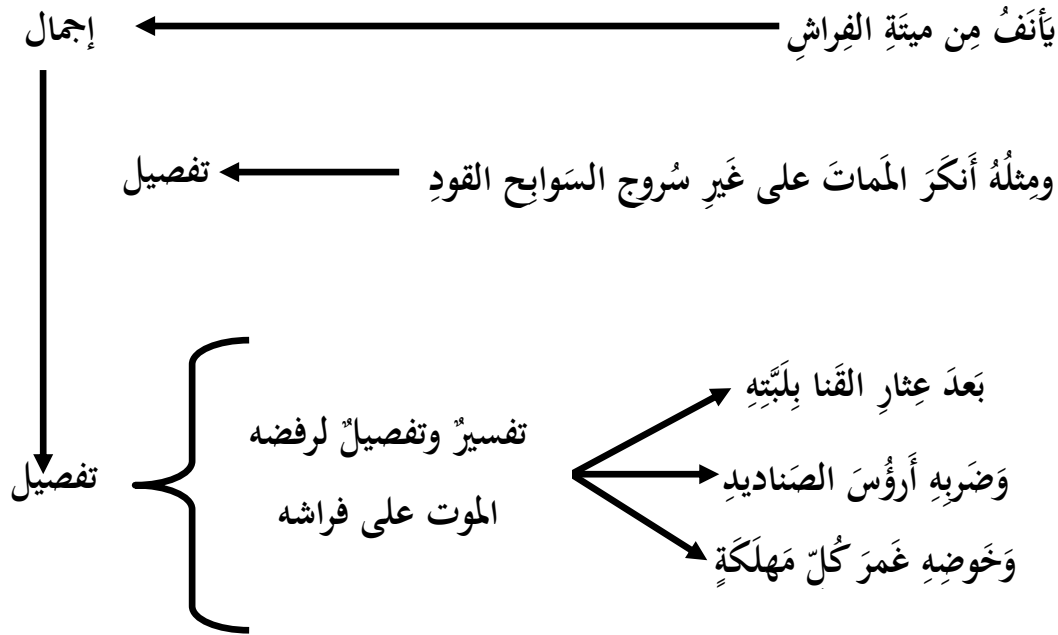 يَأنَفُ مِن ميتَةِ الفِراشِ
إجمال
ومِثلُهُ أَنكَرَ المَماتَ على غَيرِ سُروج السَوابِح القودِ
تفصيل
بَعدَ عِثارِ القَنا بِلَبَّتِهِ
وَضَربِهِ أَرؤُسَ الصَناديدِ
وَخَوضِهِ غَمرَ كُلّ مَهلَكَةٍ
تفسيرٌ وتفصيلٌ لرفضه
الموت على فراشه
تفصيل